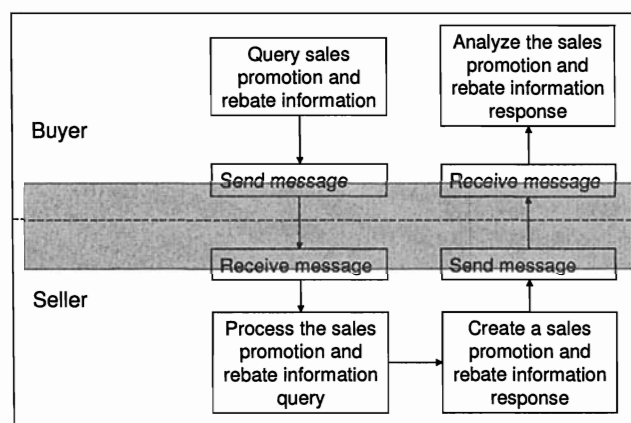 Query sales
promotion and
rebate information
Analyze the sales
promotion and
rebate information
response
Buyer
Send message
Receive message
Receive message
Send message
Seller
Process the sales
promotion and
rebate information
query
Create a sales
promotion and
rebate information
response